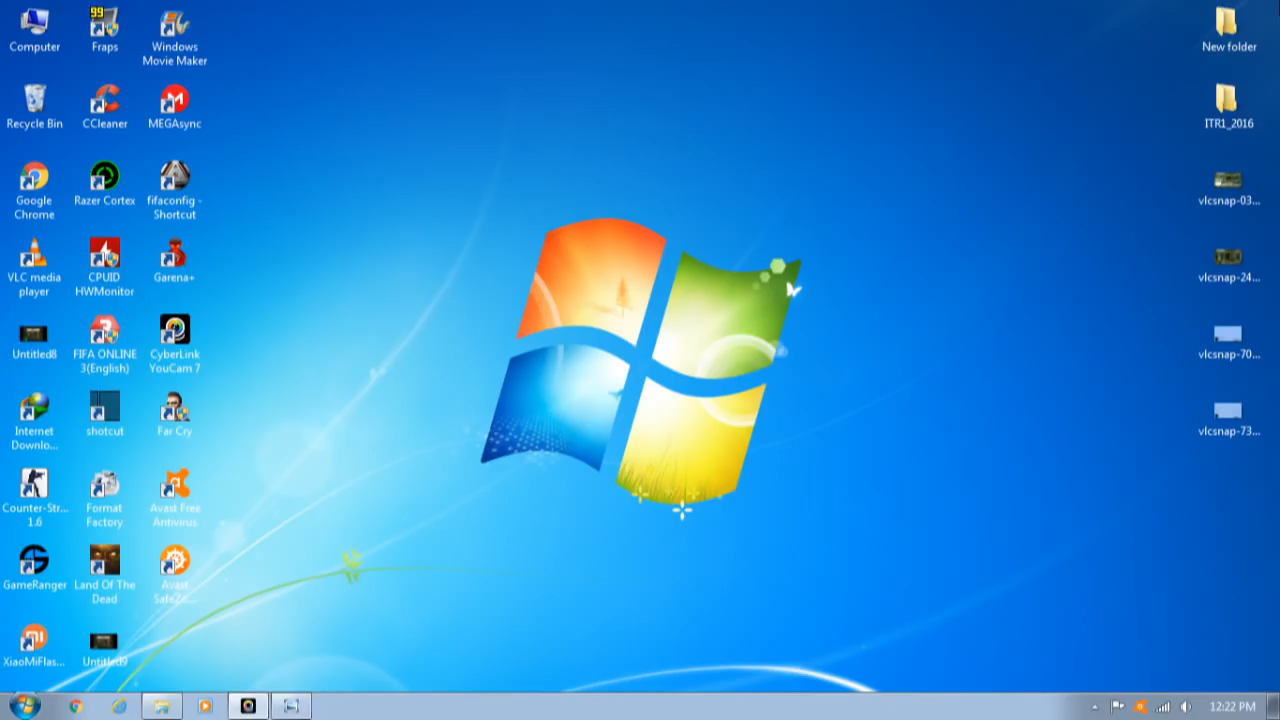 Computer
99
Fraps
Windows
Movie Maker
Recycle Bin
CCleaner
MEGAsync
Google
Chrome
Razer Cortex
fifaconfig -
Shortcut
VLC media
player
CPUID
HWMonitor
Garena+
Untitled8
FIFA ONLINE
3(English)
CyberLink
YouCam 7
Internet
Downlo...
shotcut
Far Cry
Counter-Str...
1.6
Format
Factory
Avast Free
Antivirus
GameRanger
Land Of The
Dead
Avast
SafeZo...
XiaoMiFlas...
Untitled9
New folder
ITR1_2016
vlcsnap-03...
vlcsnap-24...
vlcsnap-70...
vlcsnap-73...
12:22 PM